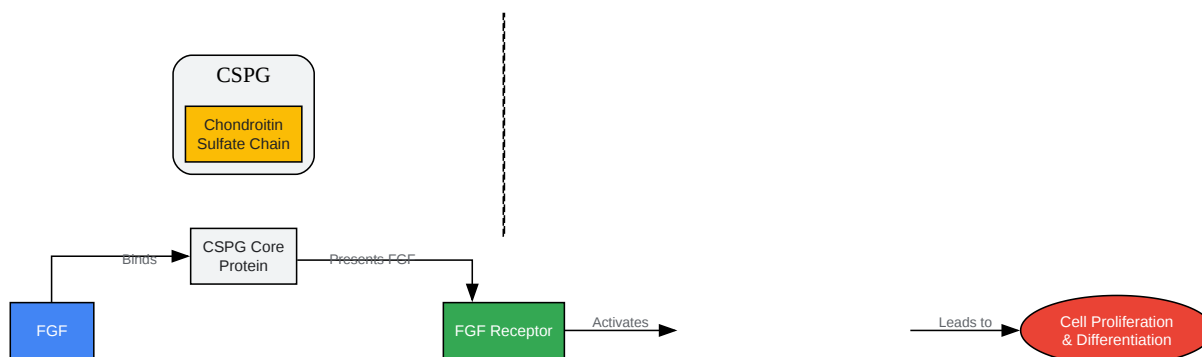 CSPG
Chondroitin
Sulfate Chain
CSPG Core
Protein
Binds
Presents FGF
FGF
FGF Receptor
Activates
Leads to
Cell Proliferation
& Differentiation